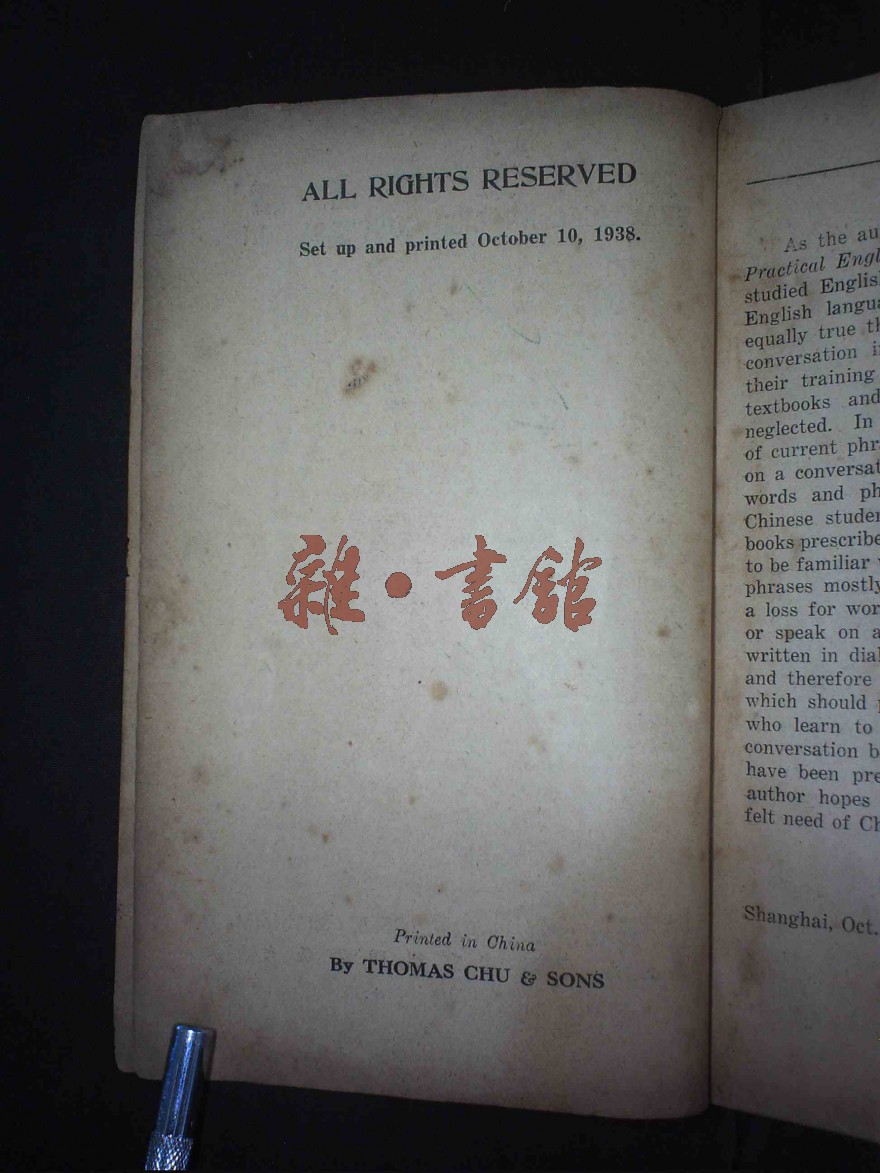 ALL RIGHTS RESERVED
Set up and printed October 10, 1938.
雜•書館
Printed in China
By THOMAS CHU & SONS
As the au
Practical Engl
studied Englis
English langua
equally true th
conversation i
their training
textbooks and
neglected. In
of current phr
on a conversat
words and ph
Chinese studen
books prescribe
to be familiar
phrases mostly
a loss for wor
or speak on a
written in dial
and therefore
which should p
who learn to
conversation b
have been pre
author hopes
felt need of Ch
Shanghai, Oct.